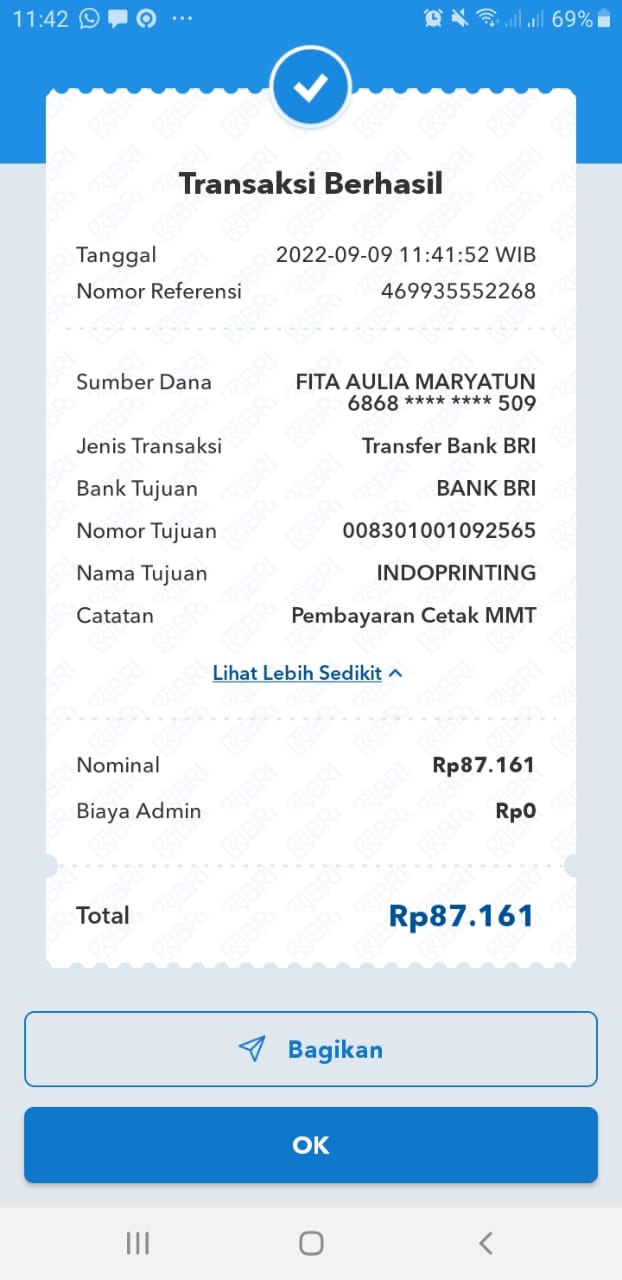 11:42
69%
Transaksi Berhasil
Tanggal 2022-09-09 11:41:52 WIB
Nomor Referensi 469935552268
Sumber Dana FITA AULIA MARYATUN
6868 **** **** 509
Jenis Transaksi Transfer Bank BRI
Bank Tujuan BANK BRI
Nomor Tujuan 008301001092565
Nama Tujuan INDOPRINTING
Catatan Pembayaran Cetak MMT
Lihat Lebih Sedikit
Nominal Rp87.161
Biaya Admin Rp0
Total Rp87.161
Bagikan
OK